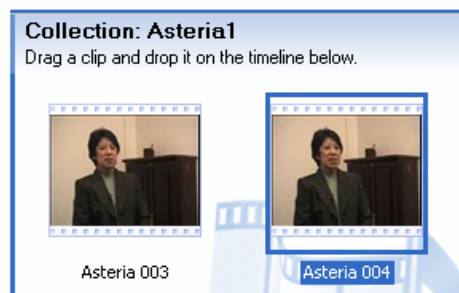 Collection: Asteria1
Drag a clip and drop it on the timeline below.
Asteria 003
Asteria 004